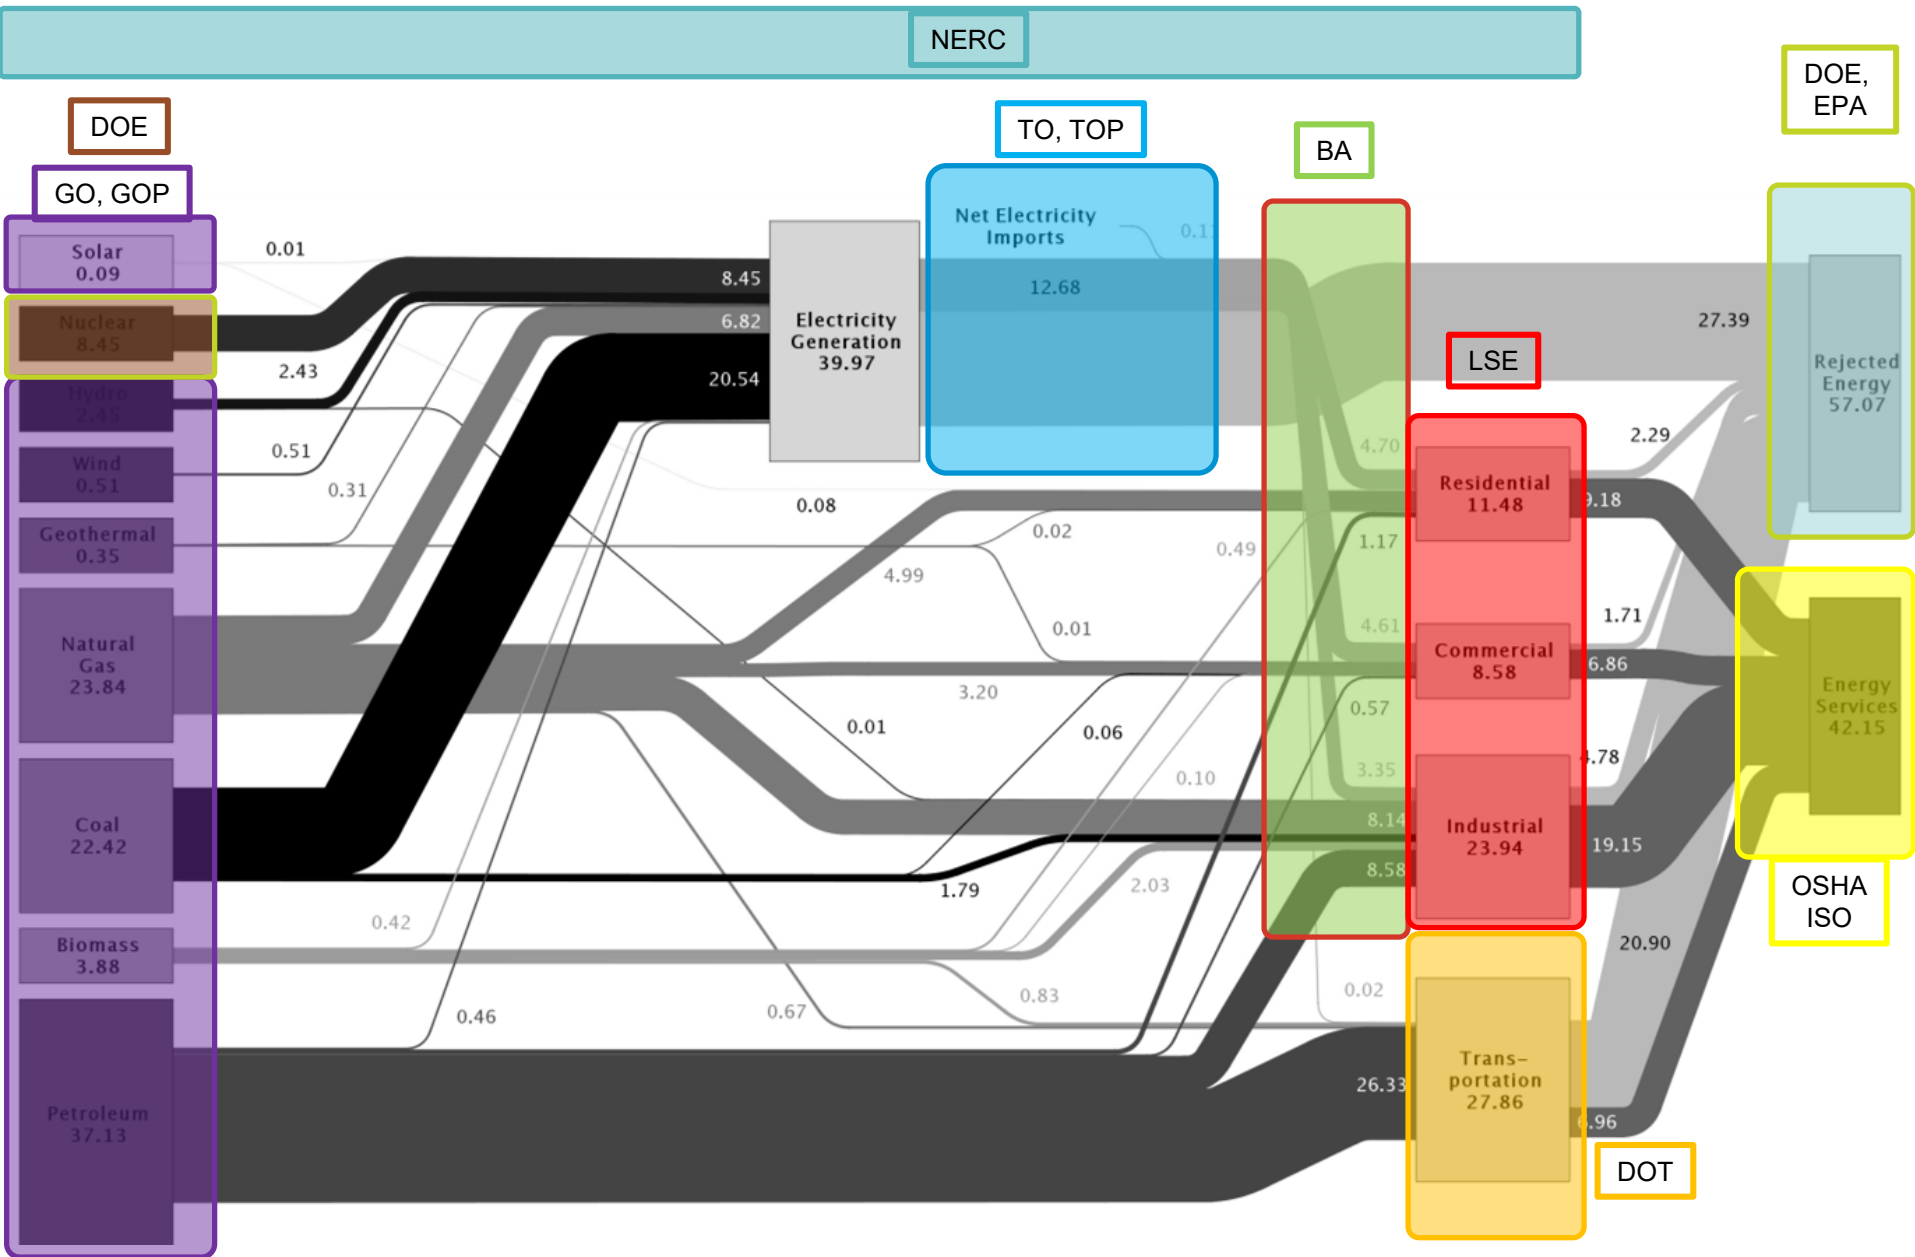 NERC
DOE,
EPA
DOE
TO, TOP
BA
GO, GOP
Solar
0.09
0.01
Net Electricity
Imports
12.68
8.45
6.82
20.54
Electricity
Generation
39.97
27.39
Nuclear
8.45
2.43
Hydro
2.45
Wind
0.51
0.51
0.31
Geothermal
0.35
LSE
Rejected
Energy
57.07
2.29
4.70
Residential
11.48
9.18
0.08
0.02
4.99
0.49
1.17
0.01
4.61
1.71
Commercial
8.58
6.86
Natural
Gas
23.84
3.20
0.57
Energy
Services
42.15
0.01
0.06
0.10
3.35
4.78
8.14
Industrial
23.94
19.15
Coal
22.42
1.79
2.03
8.58
OSHA
ISO
0.42
Biomass
3.88
20.90
0.46
0.67
0.83
0.02
Petroleum
37.13
26.33
Trans-
portation
27.86
6.96
DOT